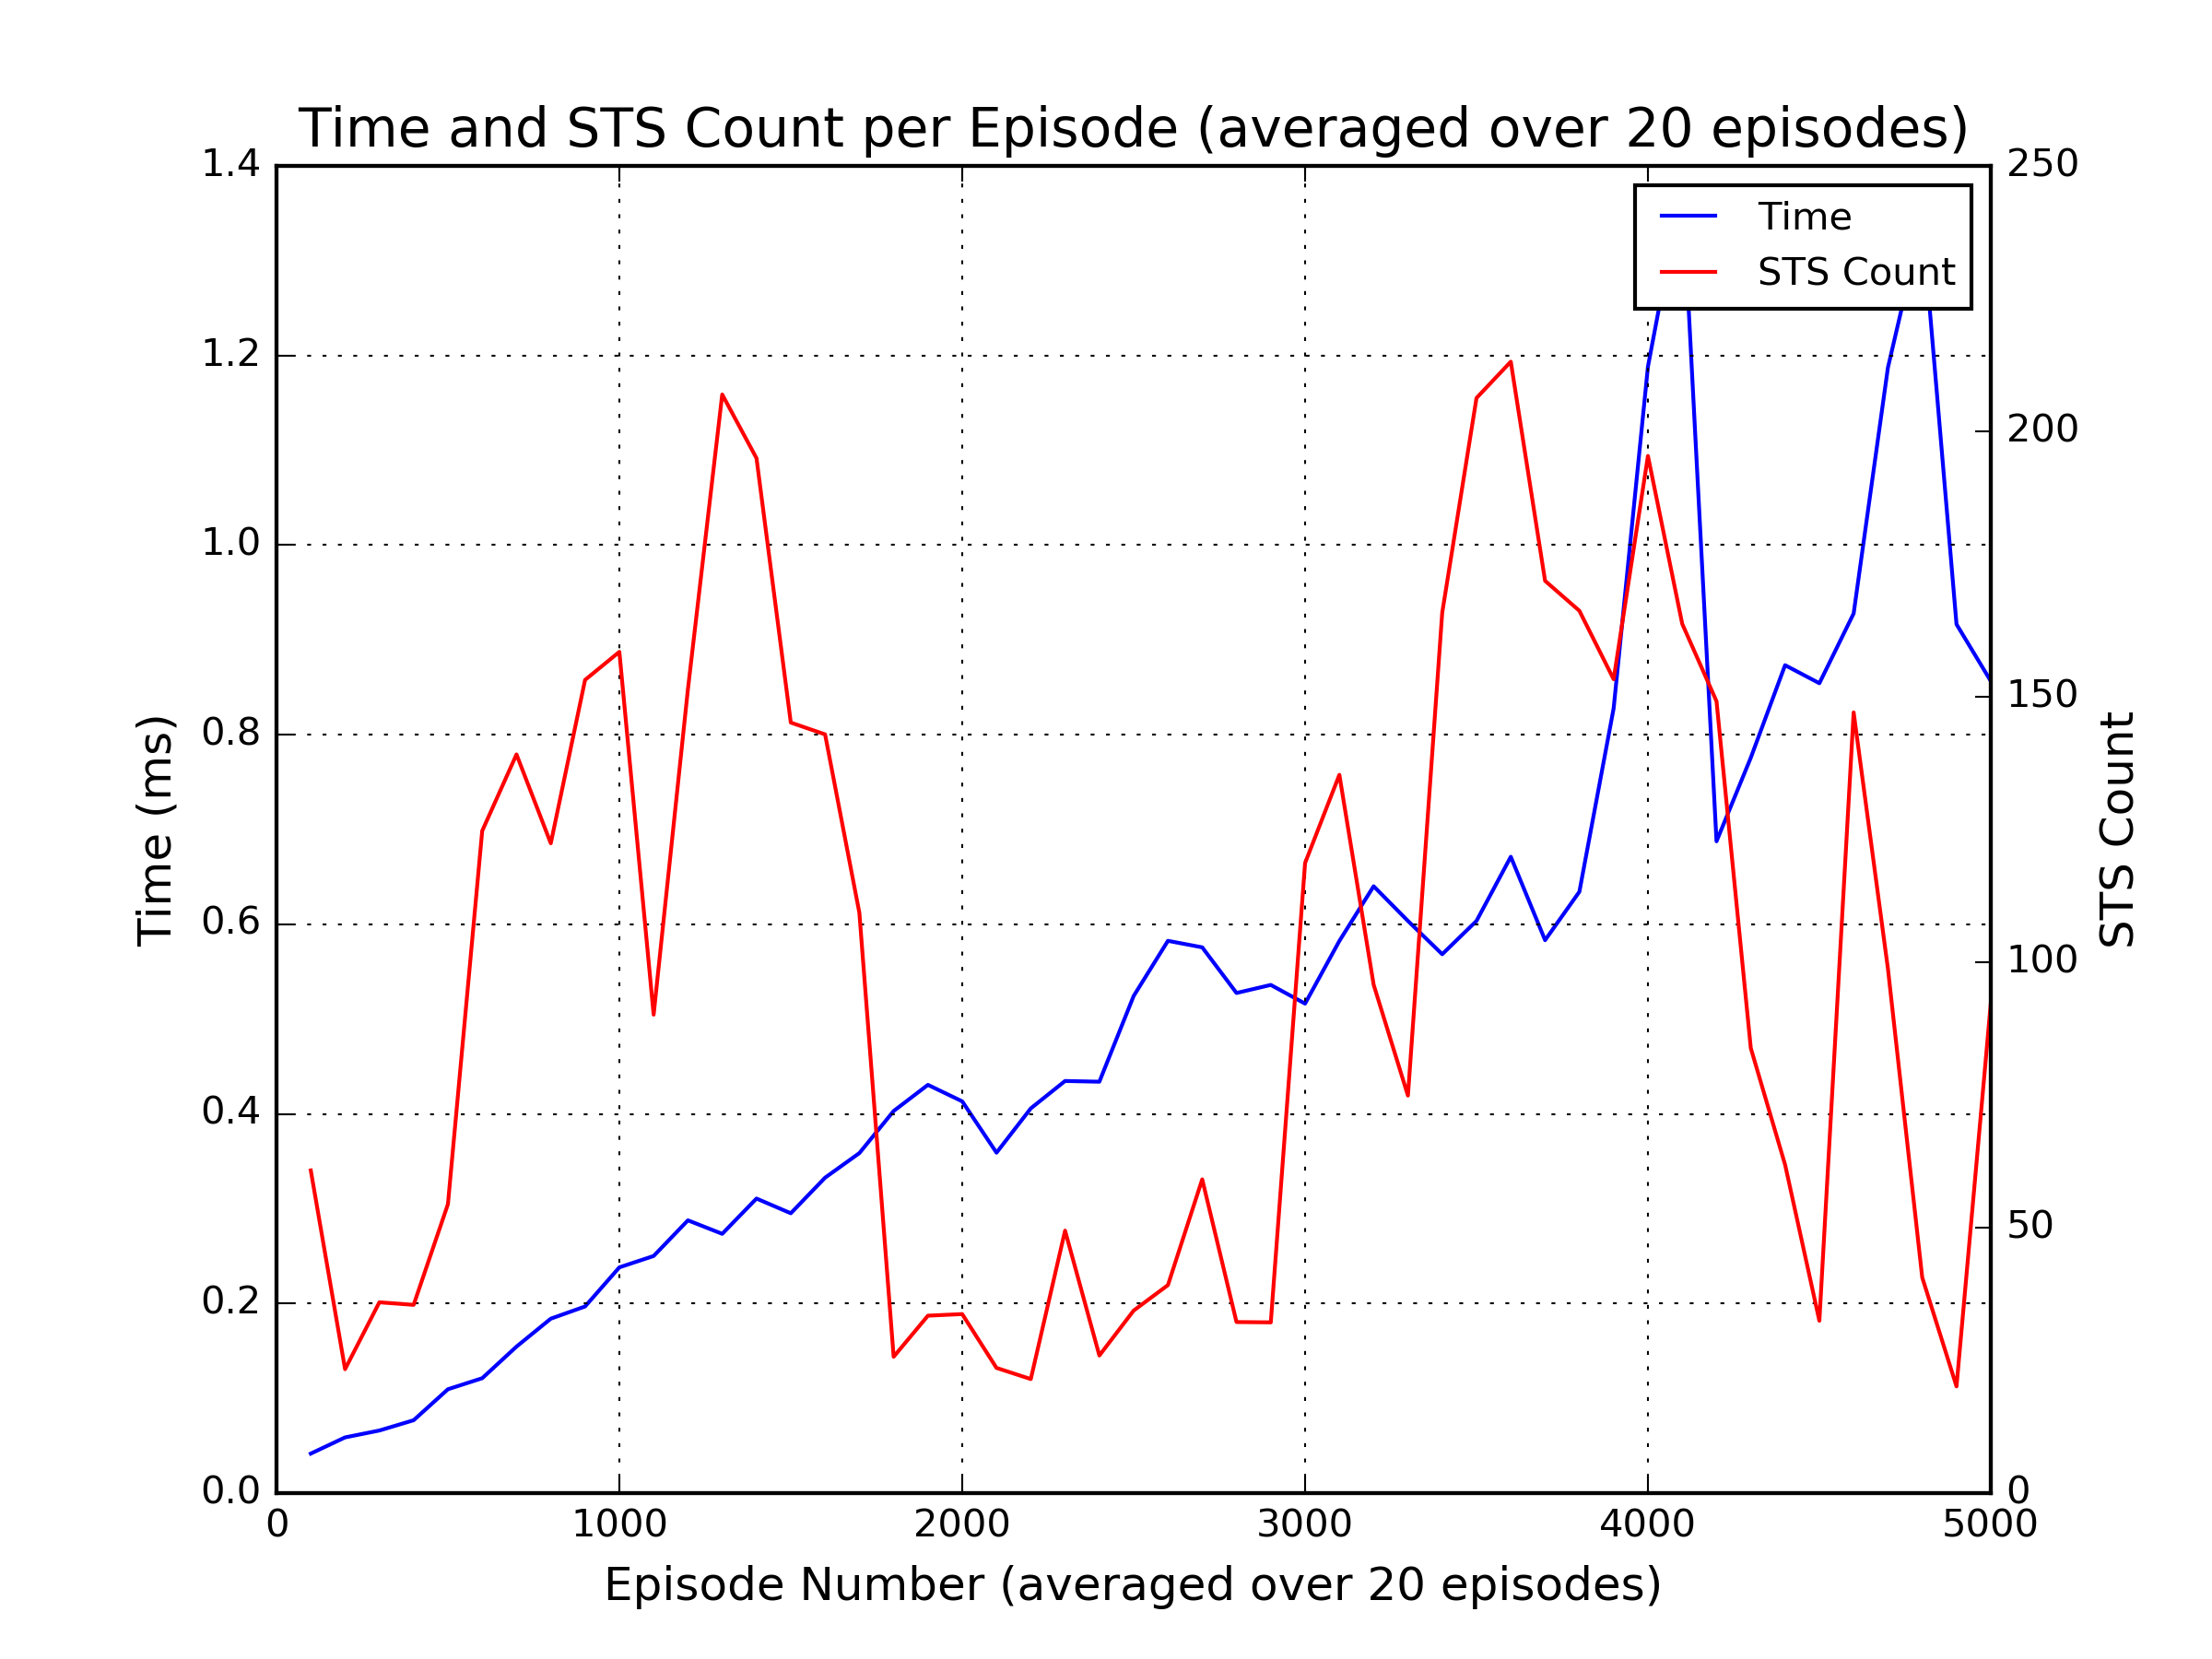 Time and STS Count per Episode (averaged over 20 episodes)
1.4
1.2
1.0
0.8
0.6
0.4
0.2
0.0
Time (ms)
Time
STS Count
250
200
150
100
50
0
STS Count
0 1000 2000 3000 4000 5000
Episode Number (averaged over 20 episodes)